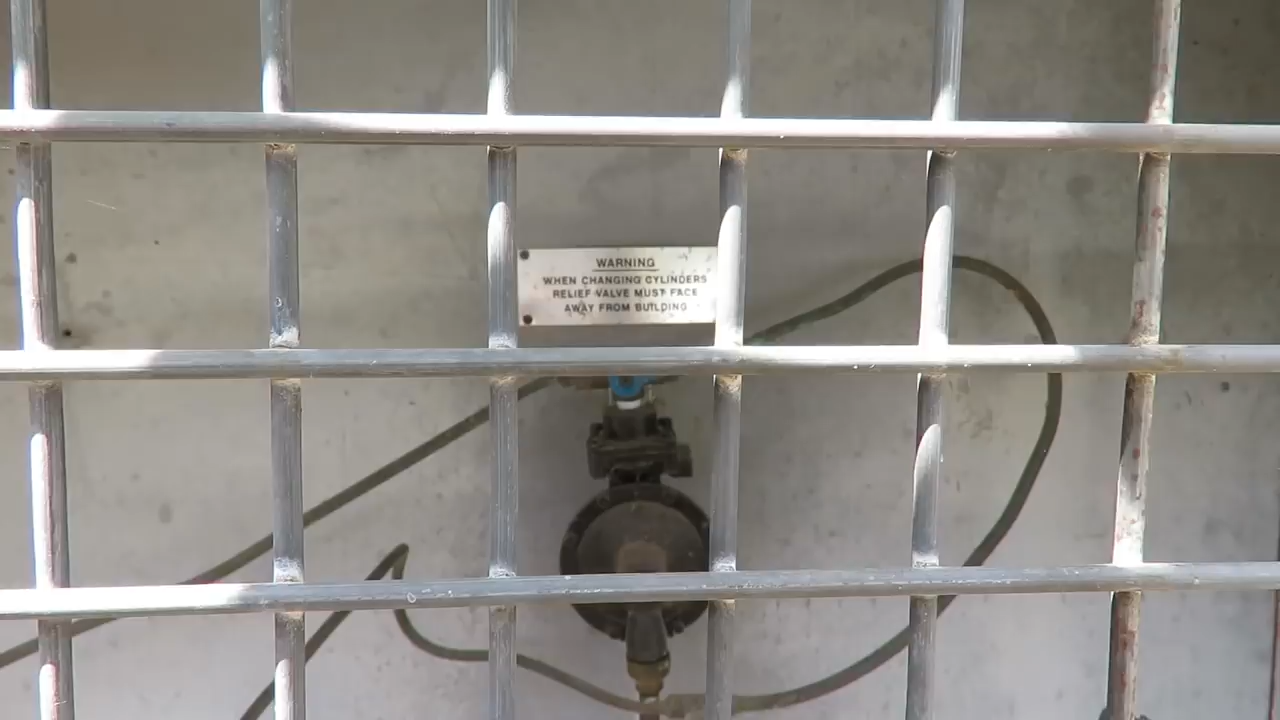 WARNING
WHEN CHANGING CYLINDERS
RELIEF VALVE MUST FACE
AWAY FROM BUILDING